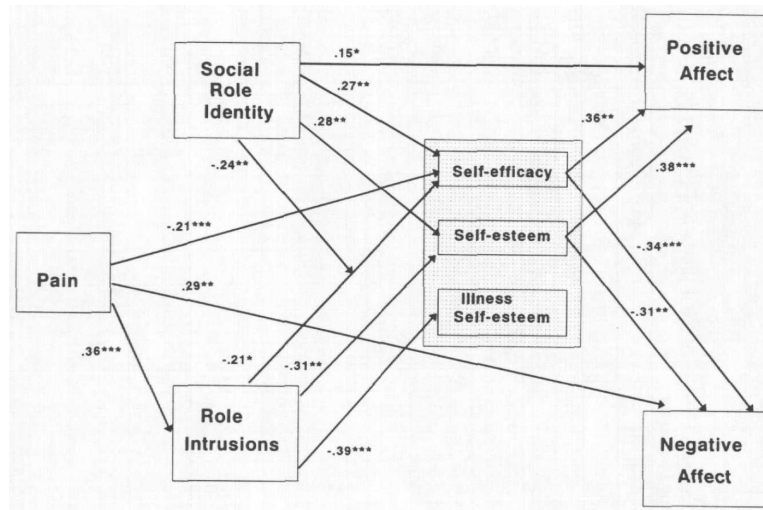 Social
Role
Identity
.15*
.27**
.28**
-.24**
Positive
Affect
.36**
.38***
Self-efficacy
Self-esteem
Illness
Self-esteem
-.21***
Pain
.29**
.36***
-.34***
-.31**
-.21*
-.31**
-.39***
Role
Intrusions
Negative
Affect